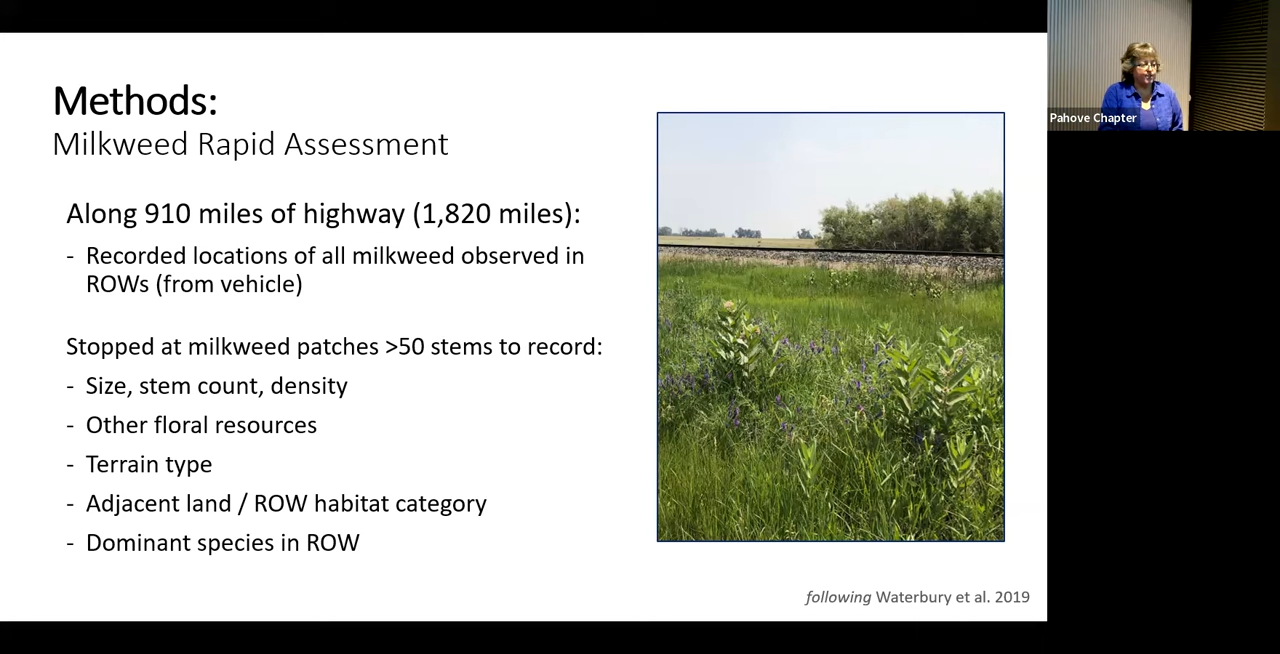 Methods:
Milkweed Rapid Assessment
Along 910 miles of highway (1,820 miles):
- Recorded locations of all milkweed observed in
ROWs (from vehicle)
Stopped at milkweed patches >50 stems to record:
- Size, stem count, density
- Other floral resources
- Terrain type
- Adjacent land / ROW habitat category
- Dominant species in ROW
following Waterbury et al. 2019
Pahove Chapter